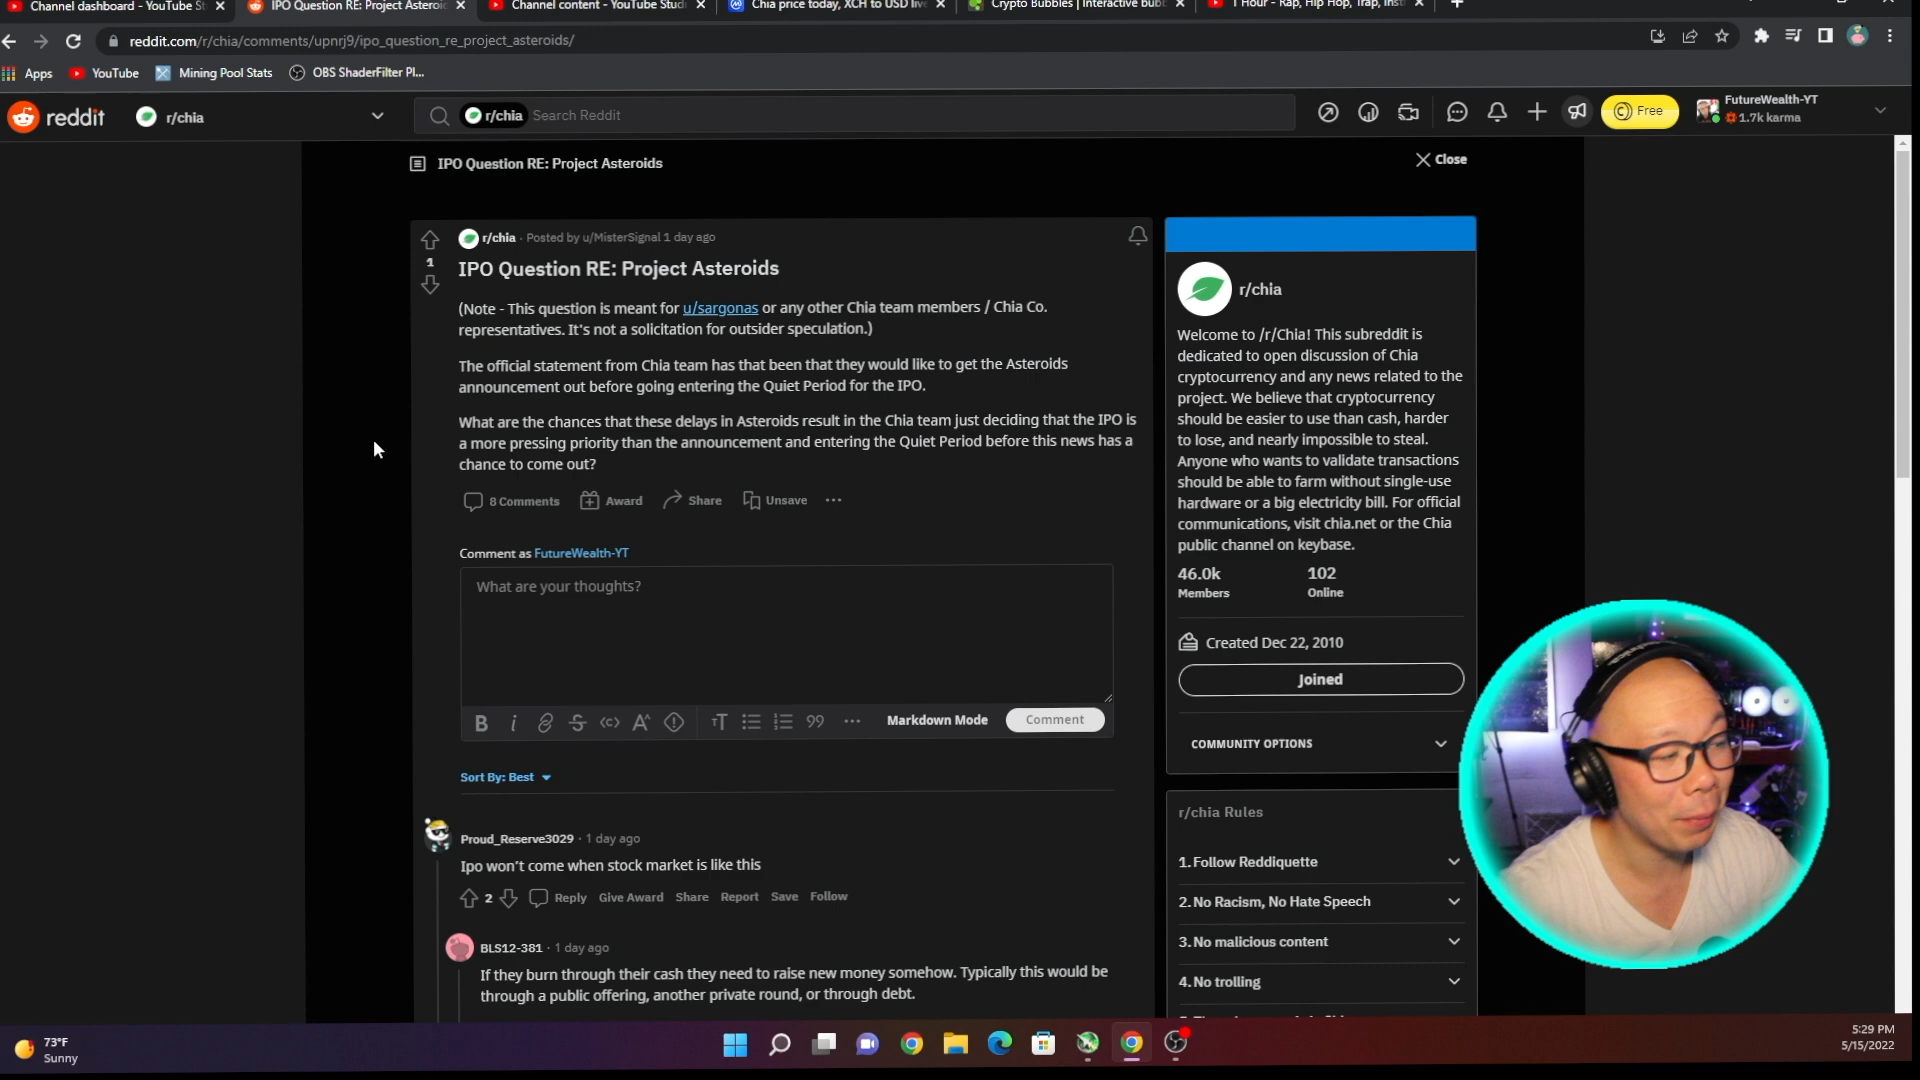 Channel dashboard - YouTube St
IPO Question RE: Project Asteroi
Channel content - YouTube Studi
Chia price today, XCH to USD live
Crypto Bubbles | Interactive bubb
1 Hour - Rap, Hip Hop, Trap, Inst
reddit.com/r/chia/comments/upnrj9/ipo_question_re_project_asteroids/
Apps
YouTube
Mining Pool Stats
OBS ShaderFilter Pl...
reddit
r/chia
r/chia
Search Reddit
Free
FutureWealth-YT
1.7k karma
IPO Question RE: Project Asteroids
Close
r/chia · Posted by u/MisterSignal 1 day ago
1
IPO Question RE: Project Asteroids
(Note - This question is meant for u/sargonas or any other Chia team members / Chia Co.
representatives. It's not a solicitation for outsider speculation.)
The official statement from Chia team has that been that they would like to get the Asteroids
announcement out before going entering the Quiet Period for the IPO.
What are the chances that these delays in Asteroids result in the Chia team just deciding that the IPO is
a more pressing priority than the announcement and entering the Quiet Period before this news has a
chance to come out?
8 Comments
Award
Share
Unsave
Comment as FutureWealth-YT
What are your thoughts?
Markdown Mode
Comment
Sort By: Best
Proud_Reserve3029 · 1 day ago
Ipo won't come when stock market is like this
2
Reply
Give Award
Share
Report
Save
Follow
BLS12-381 · 1 day ago
If they burn through their cash they need to raise new money somehow. Typically this would be
through a public offering, another private round, or through debt.
r/chia
Welcome to /r/Chia! This subreddit is
dedicated to open discussion of Chia
cryptocurrency and any news related to the
project. We believe that cryptocurrency
should be easier to use than cash, harder
to lose, and nearly impossible to steal.
Anyone who wants to validate transactions
should be able to farm without single-use
hardware or a big electricity bill. For official
communications, visit chia.net or the Chia
public channel on keybase.
46.0k
Members
102
Online
Created Dec 22, 2010
Joined
COMMUNITY OPTIONS
r/chia Rules
1. Follow Reddiquette
2. No Racism, No Hate Speech
3. No malicious content
4. No trolling
73°F
Sunny
5:29 PM
5/15/2022